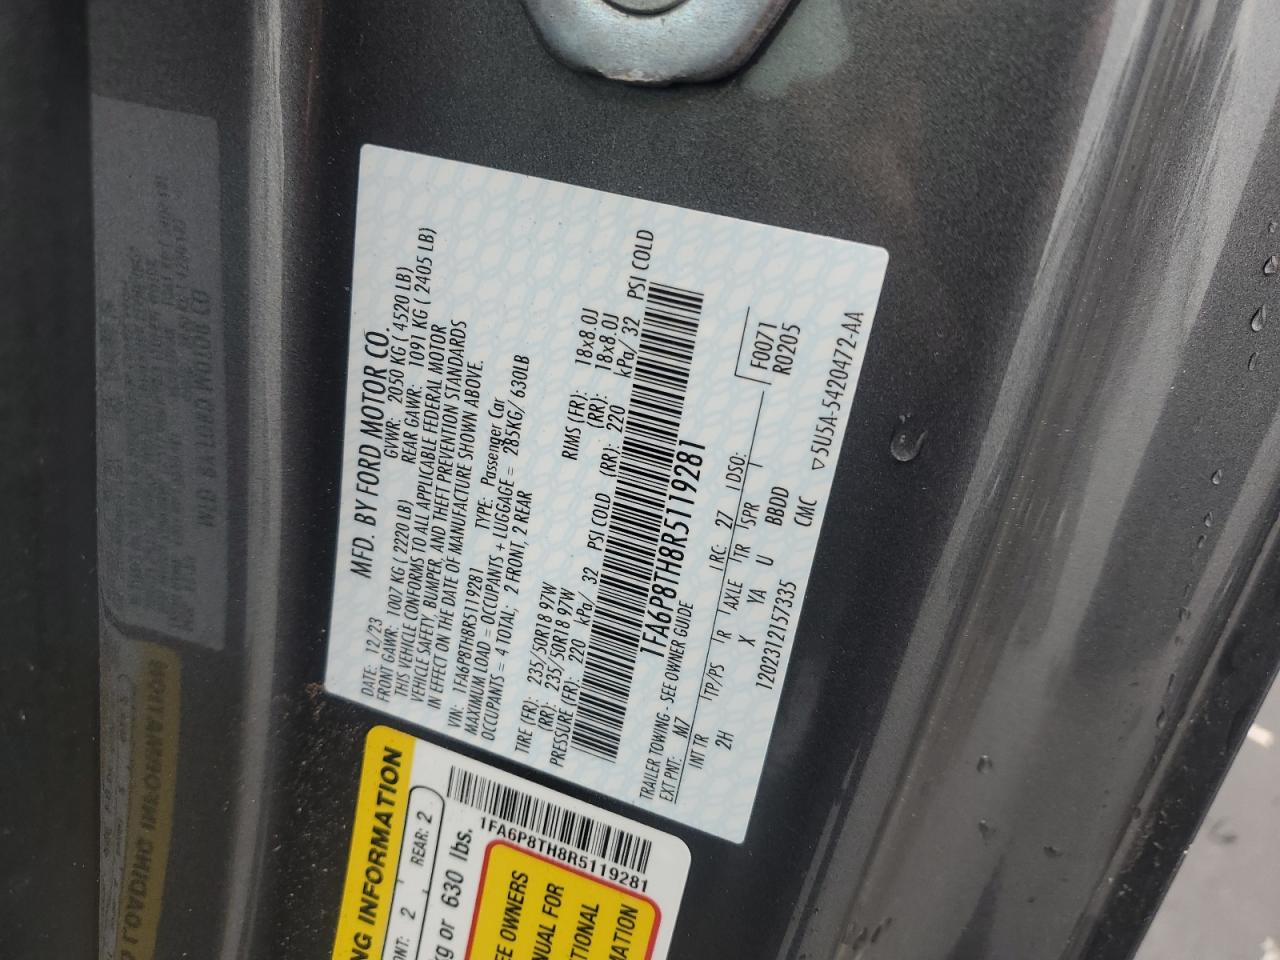 MFD. BY FORD MOTOR CO.
DATE: 12/23 GVWR: 2050 KG ( 4520 LB)
FRONT GAWR: 1007 KG ( 2220 LB) REAR GAWR: 1091 KG ( 2405 LB)
THIS VEHICLE CONFORMS TO ALL APPLICABLE FEDERAL MOTOR
VEHICLE SAFETY, BUMPER, AND THEFT PREVENTION STANDARDS
IN EFFECT ON THE DATE OF MANUFACTURE SHOWN ABOVE.
VIN: 1FA6P8TH8R5119281 TYPE: Passenger Car
MAXIMUM LOAD = OCCUPANTS + LUGGAGE = 285KG/ 630LB
OCCUPANTS = 4 TOTAL; 2 FRONT, 2 REAR
TIRE (FR): 235/50R18 97W RIMS (FR): 18x8.0J
(RR): 235/50R18 97W (RR): 18x8.0J
PRESSURE (FR): 220 kPa/ 32 PSI COLD (RR): 220 kPa/ 32 PSI COLD
1FA6P8TH8R5119281
TRAILER TOWING - SEE OWNER GUIDE
EXT PNT: M7 RC: 27 DSO: F0071
INT TR TP/PS R AXLE TR SPR R0205
2H X YA U BBDD
1202312157335 CMC ▽5U5A-5420472-AA
NG INFORMATION
ONT: 2 REAR: 2
kg or 630 lbs.
1FA6P8TH8R5119281
EE OWNERS
NUAL FOR
TIONAL
MATION